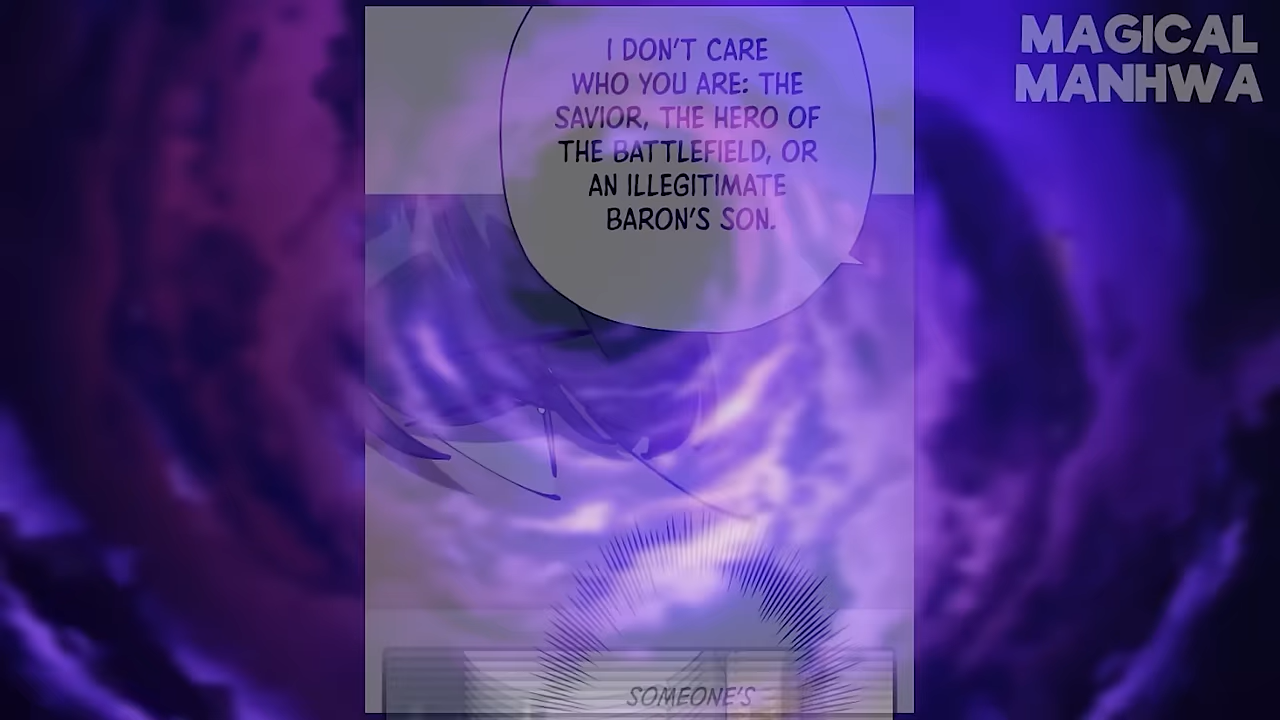 MAGICAL
MANHWA
I DON'T CARE
WHO YOU ARE: THE
SAVIOR, THE HERO OF
THE BATTLEFIELD, OR
AN ILLEGITIMATE
BARON'S SON.
SOMEONE'S